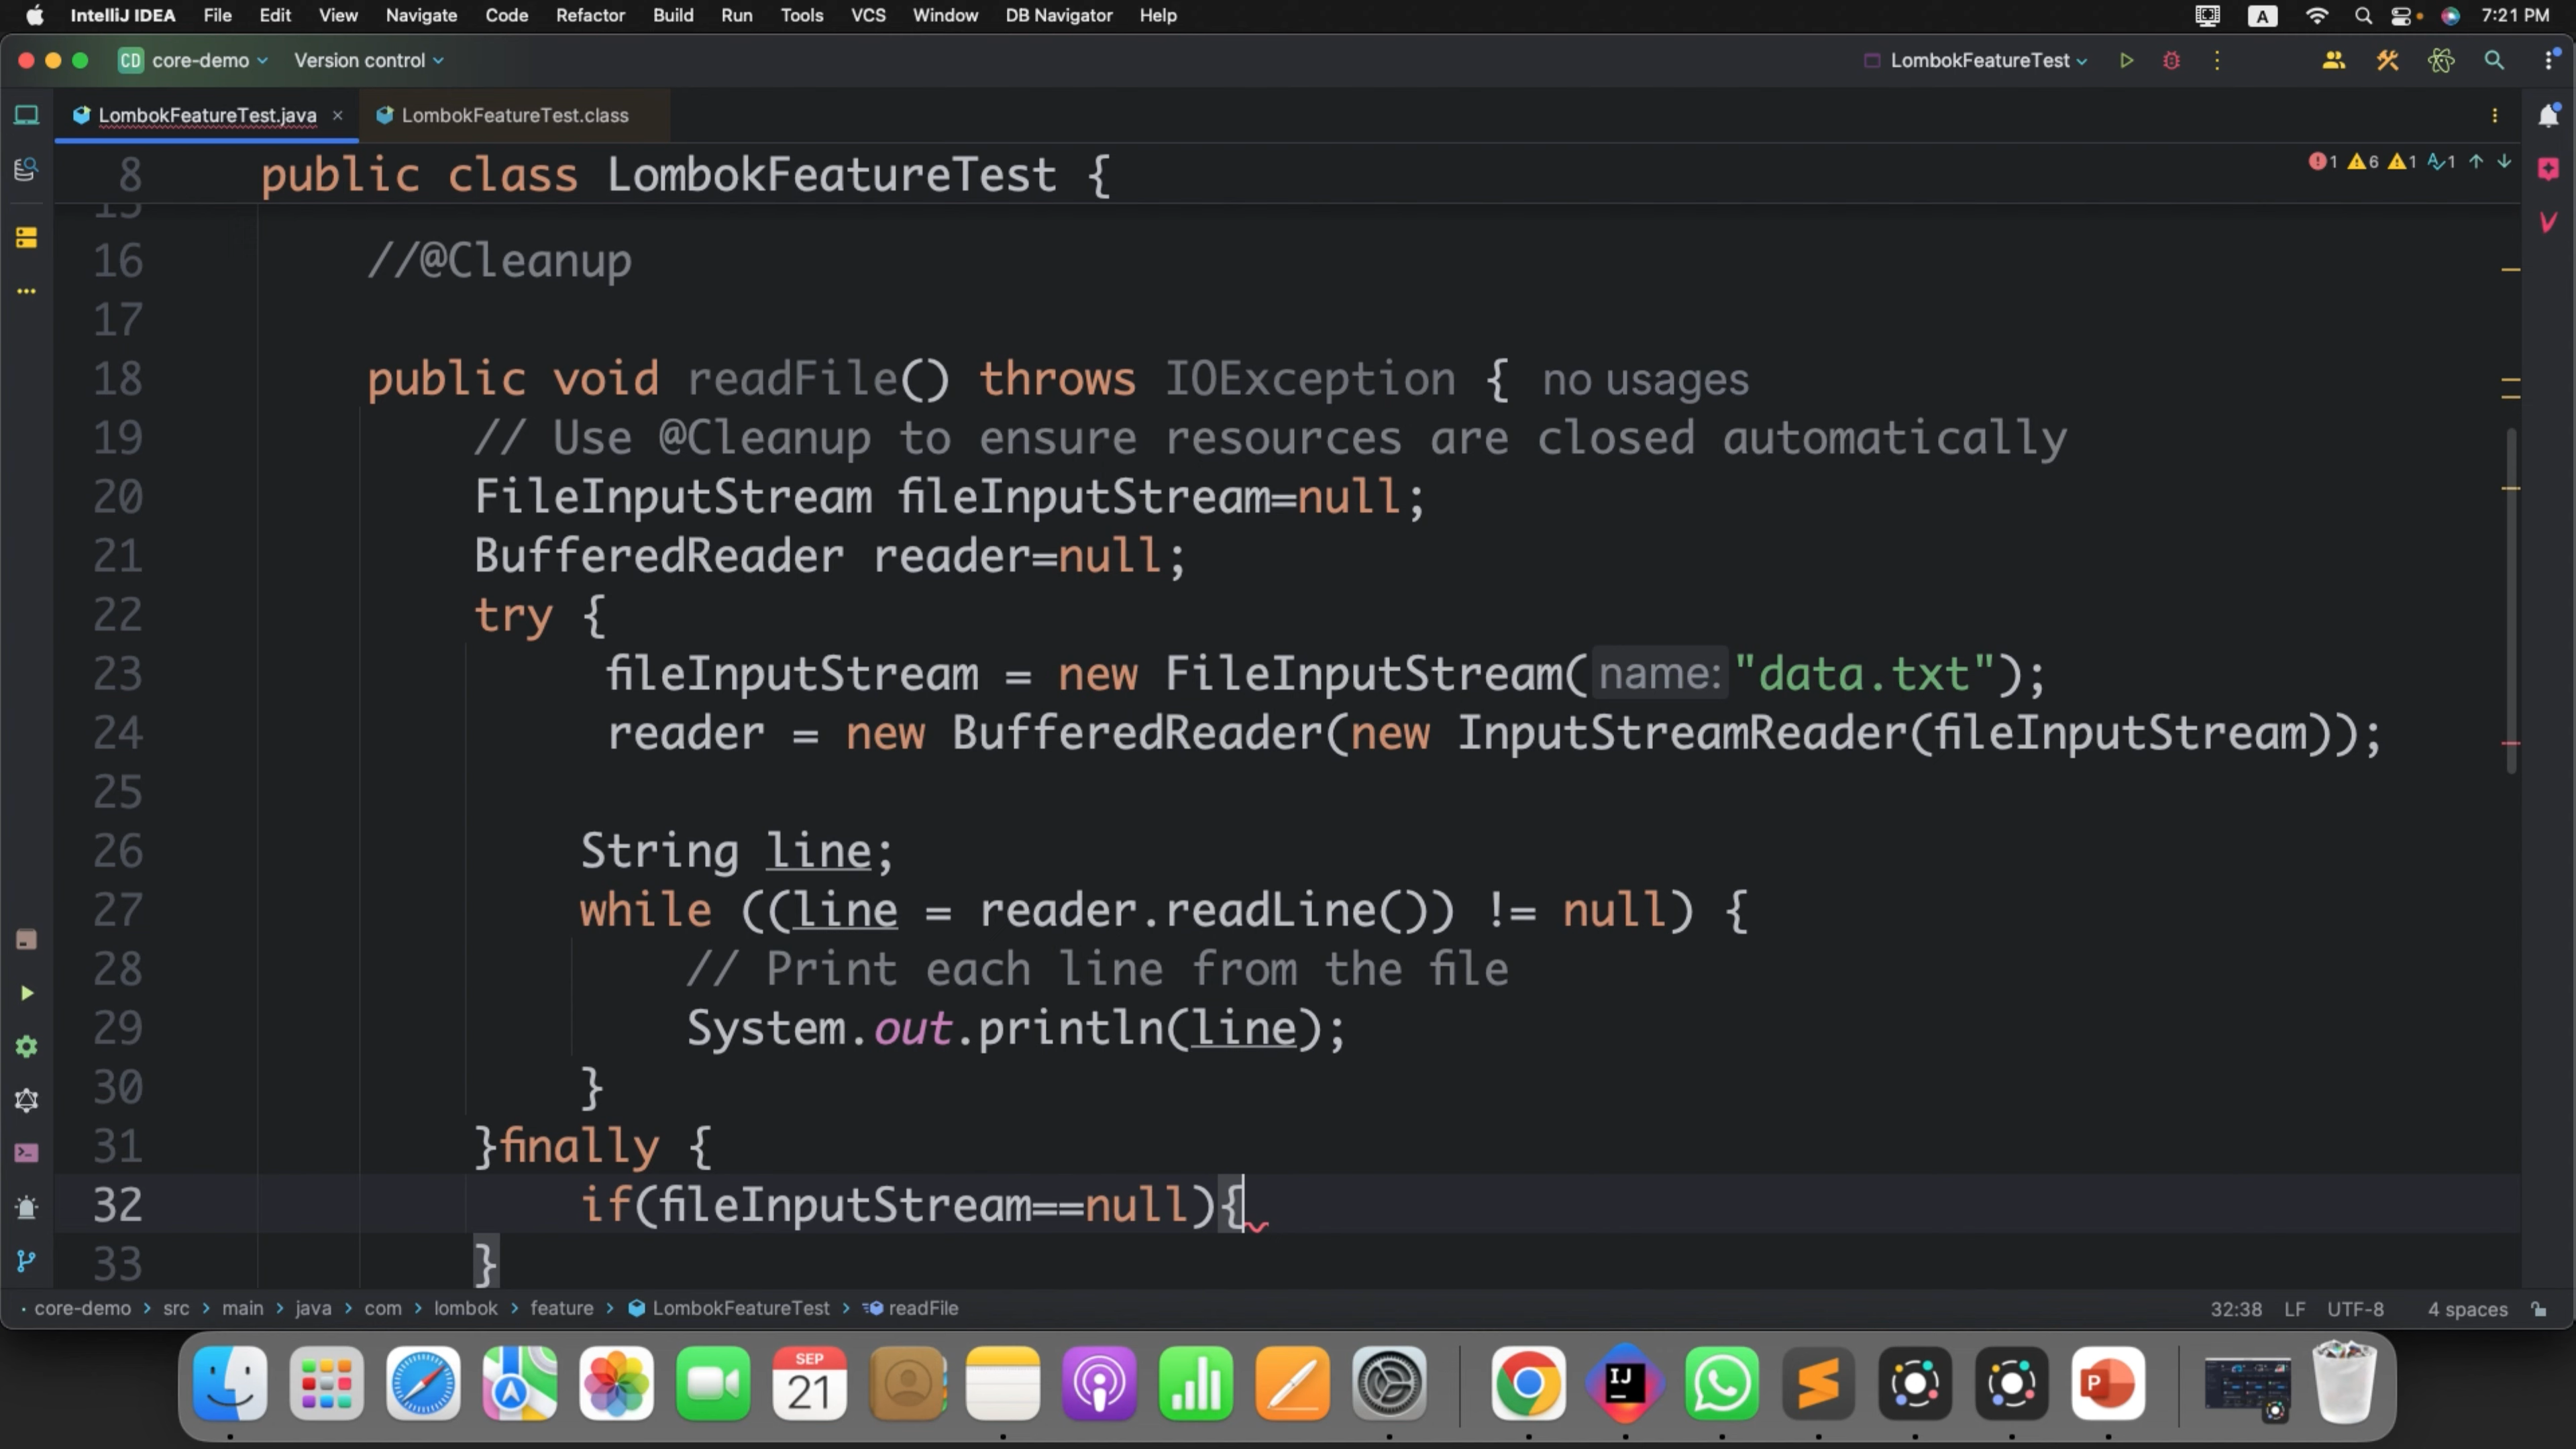 IntelliJ IDEA File Edit View Navigate Code Refactor Build Run Tools VCS Window DB Navigator Help A 7:21 PM
CD core-demo Version control LombokFeatureTest
LombokFeatureTest.java LombokFeatureTest.class
8 public class LombokFeatureTest { 1 6 1 1
15
16 //@Cleanup
17
18 public void readFile() throws IOException { no usages
19 // Use @Cleanup to ensure resources are closed automatically
20 FileInputStream fileInputStream=null;
21 BufferedReader reader=null;
22 try {
23 fileInputStream = new FileInputStream( name: "data.txt");
24 reader = new BufferedReader(new InputStreamReader(fileInputStream));
25
26 String line;
27 while ((line = reader.readLine()) != null) {
28 // Print each line from the file
29 System.out.println(line);
30 }
31 }finally {
32 if(fileInputStream==null){
33 }
core-demo > src > main > java > com > lombok > feature > LombokFeatureTest > readFile 32:38 LF UTF-8 4 spaces
SEP
21
IJ
P